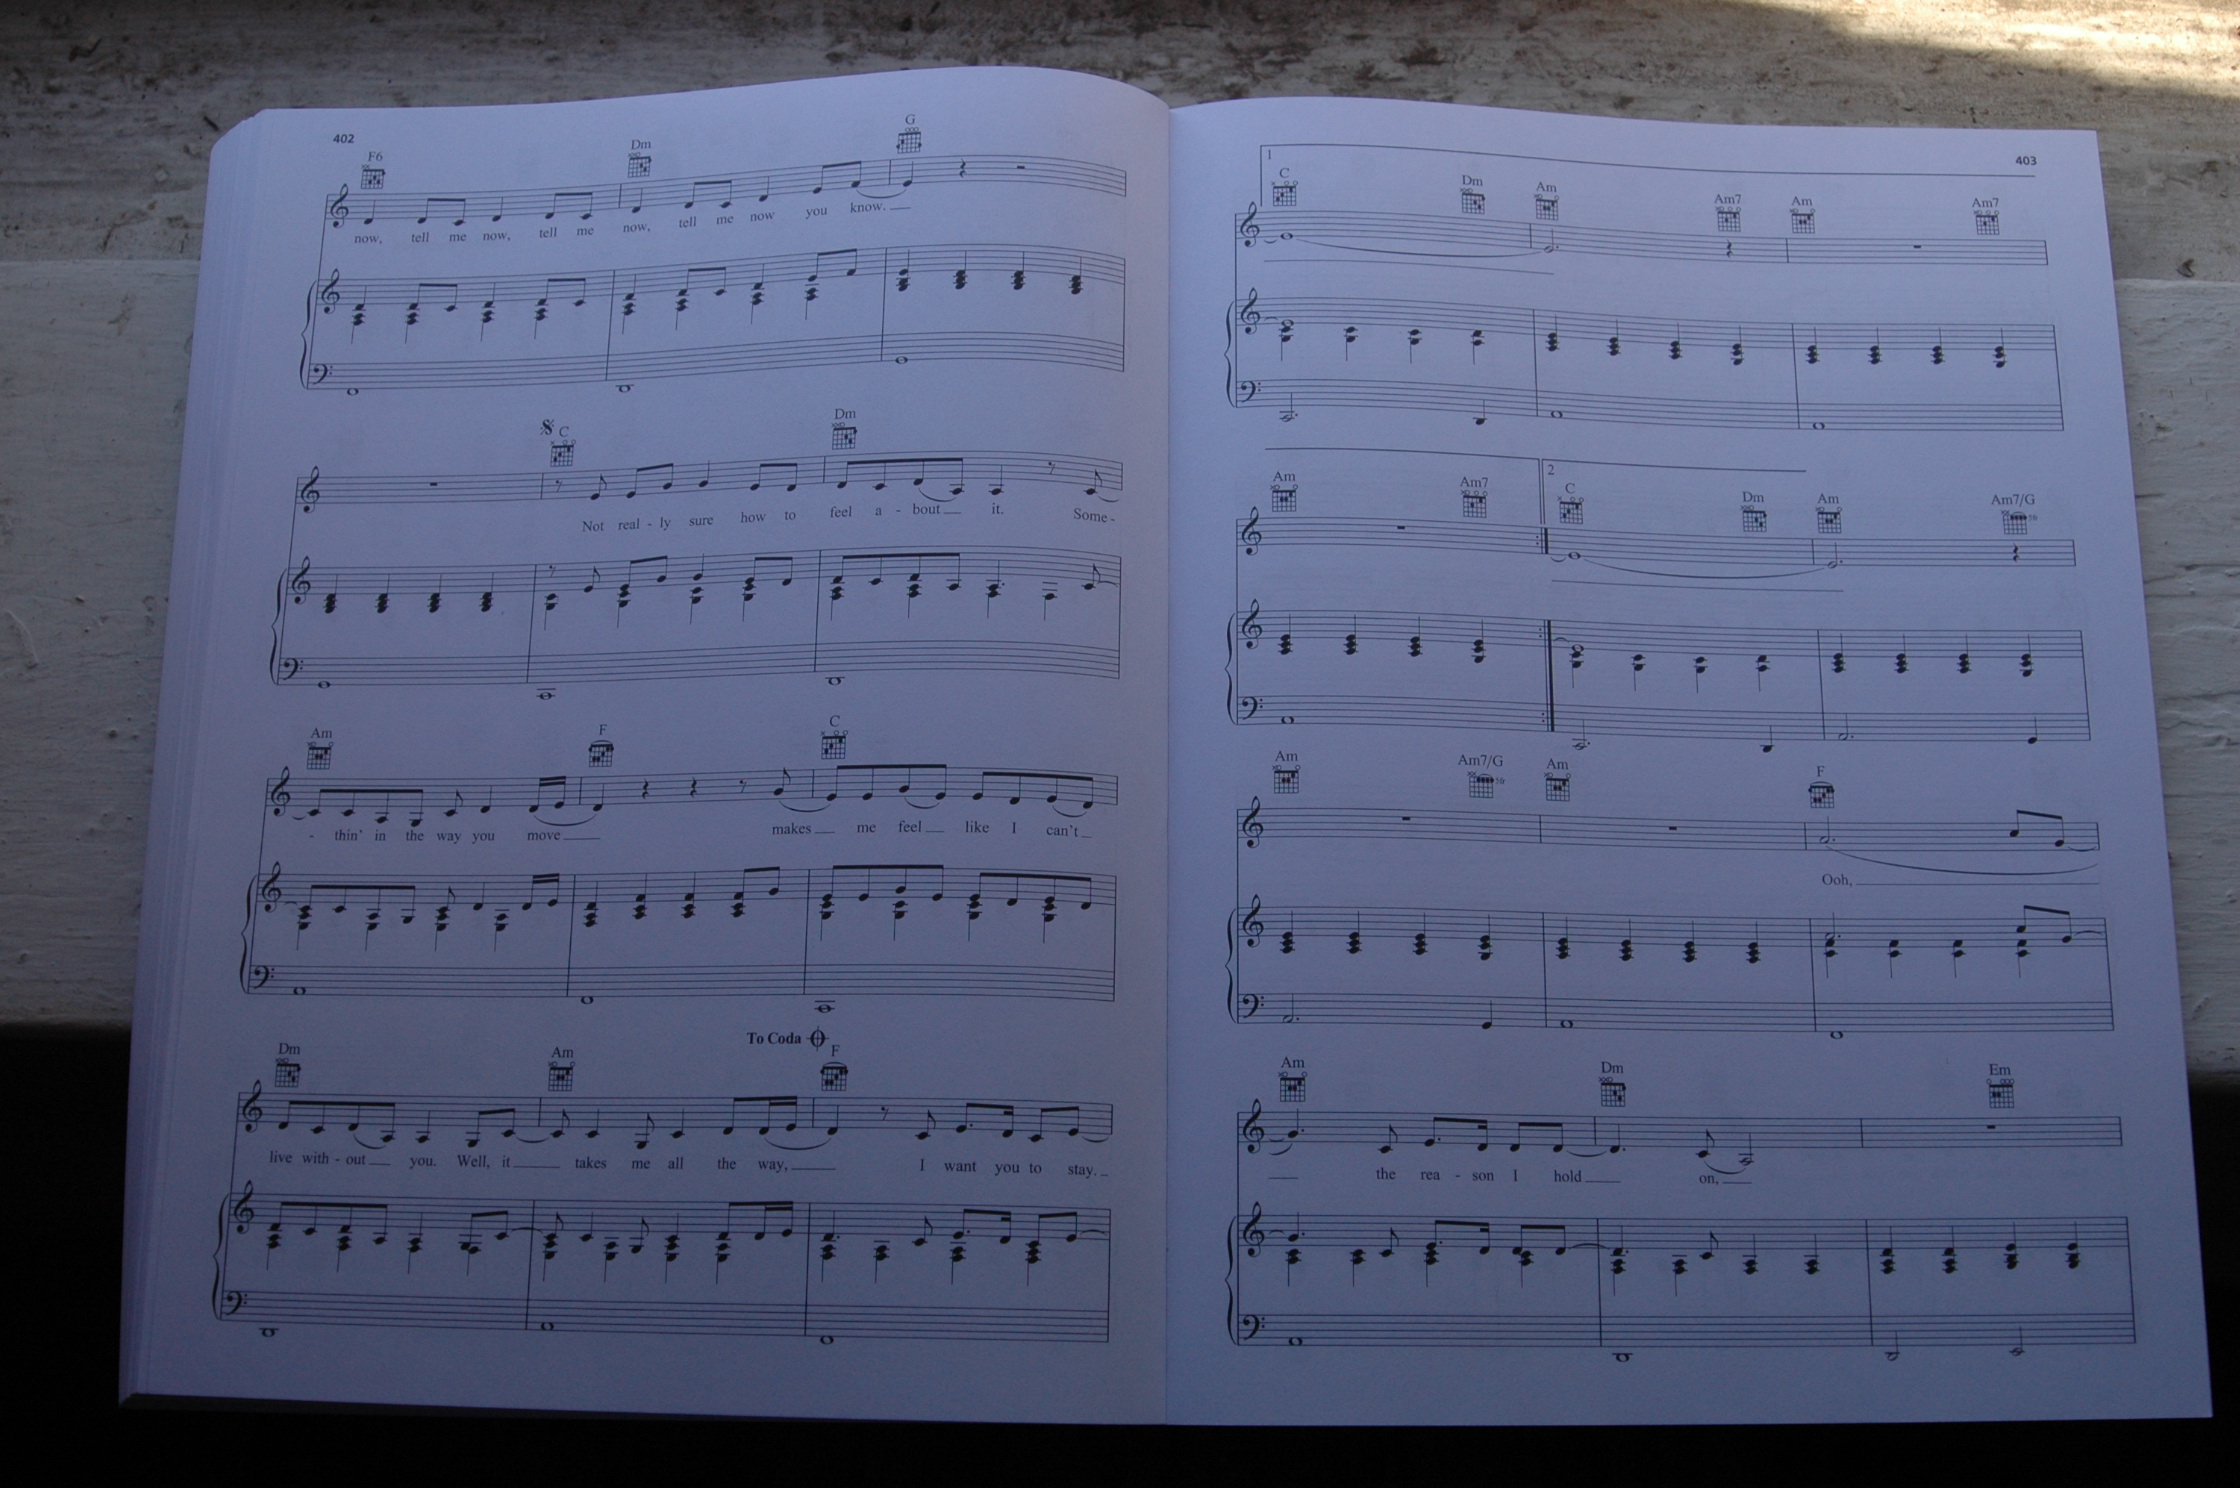 402
F6 Dm G
now, tell me now, tell me now, tell me now you know.
C Dm
Not real - ly sure how to feel a - bout it. Some -
Am F C
- thin' in the way you move makes me feel like I can't
To Coda
Dm Am F
live with - out you. Well, it takes me all the way, I want you to stay.
403
1
C Dm Am Am7 Am Am7
2
Am Am7 C Dm Am Am7/G
5fr
Am Am7/G Am F
5fr
Ooh,
Am Dm Em
the rea - son I hold on,